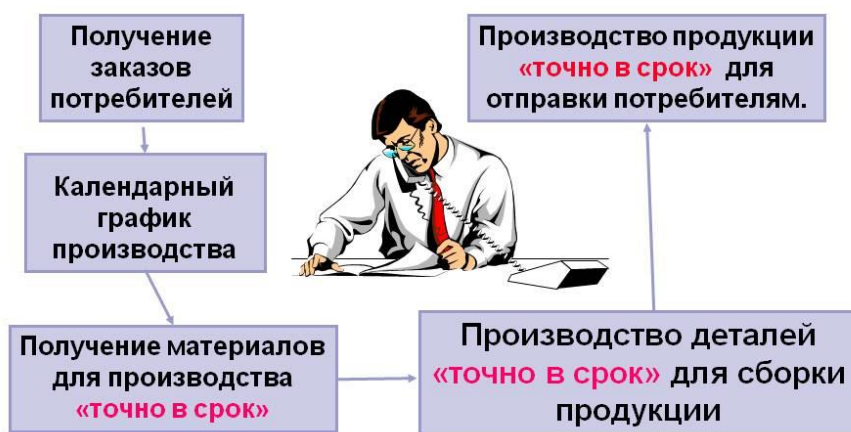 Получение
заказов
потребителей
Календарный
график
производства
Получение материалов
для производства
«точно в срок»
Производство деталей
«точно в срок» для сборки
продукции
Производство продукции
«точно в срок» для
отправки потребителям.